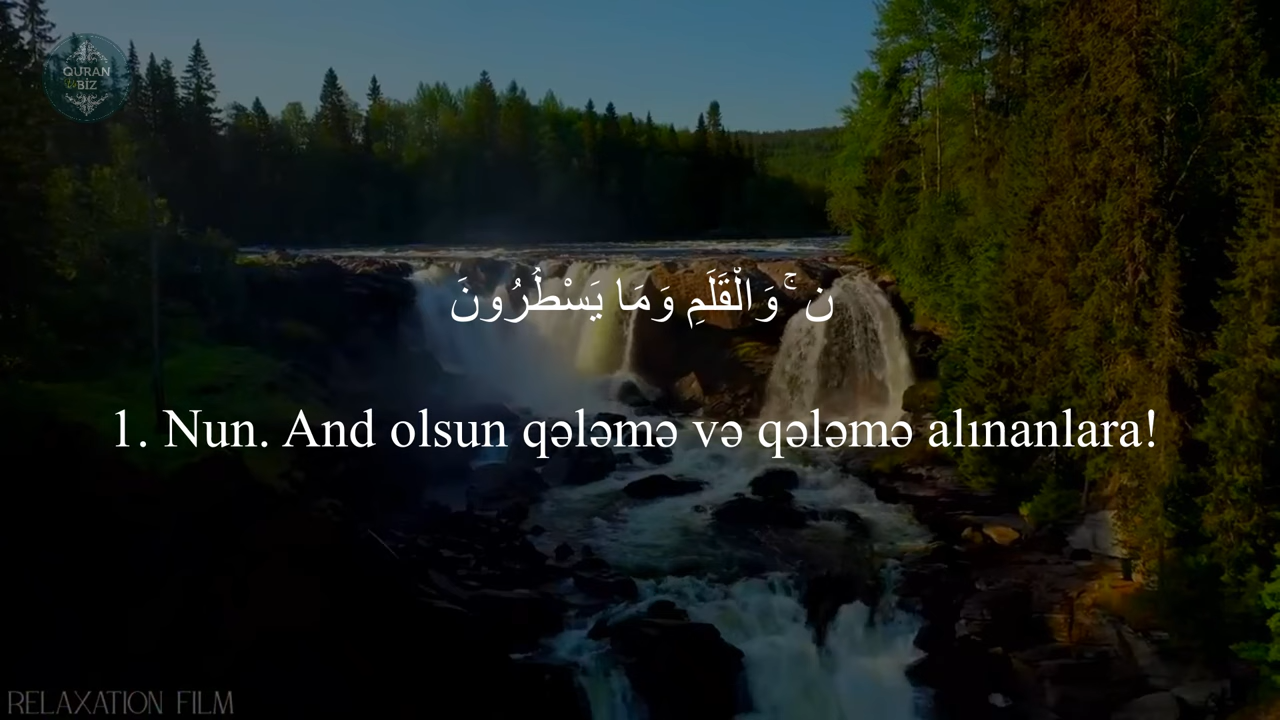 QURAN
BİZ
نٓ ۚ وَالْقَلَمِ وَمَا يَسْطُرُونَ
1. Nun. And olsun qələmə və qələmə alınanlara!
RELAXATION FILM